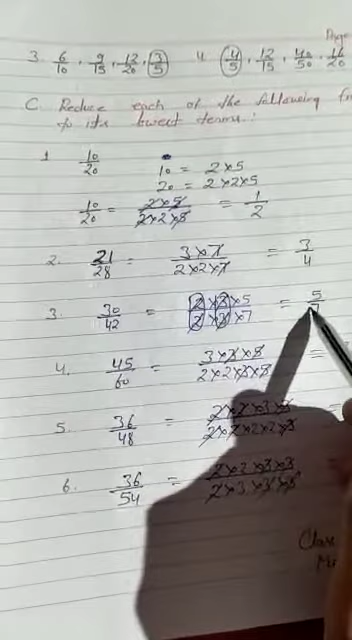 Page
3. 6/10, 9/15, 12/20, 3/5 4. 4/5, 12/15, 40/50, 16/20
C. Reduce each of the following
to its lowest terms:
1. 10/20 10 = 2×5
20 = 2×2×5
10/20 = 2×5/2×2×5 = 1/2
2. 21/28 = 3×7/2×2×7 = 3/4
3. 30/42 = 2×3×5/2×3×7 = 5/
4. 45/60 = 3×3×5/2×2×3×5 =
5. 36/48 = 2×2×3×3/2×2×2×2×3 =
6. 36/54 = 2×2×3×3/2×3×3×3 =
Class